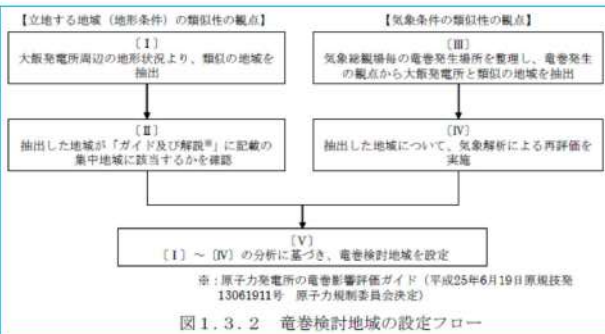 【立地する地域（地形条件）の類似性の観点】
〔Ⅰ〕
大飯発電所周辺の地形状況より、類似の地域を
抽出
〔Ⅱ〕
抽出した地域が「ガイド及び解説※」に記載の
集中地域に該当するかを確認
【気象条件の類似性の観点】
〔Ⅲ〕
気象総観場毎の竜巻発生場所を整理し、竜巻発生
の観点から大飯発電所と類似の地域を抽出
〔Ⅳ〕
抽出した地域について、気象解析による再評価を
実施
〔Ⅴ〕
〔Ⅰ〕～〔Ⅳ〕の分析に基づき、竜巻検討地域を設定
※：原子力発電所の竜巻影響評価ガイド（平成25年6月19日原規技発
13061911号　原子力規制委員会決定）
図１.３.２　竜巻検討地域の設定フロー